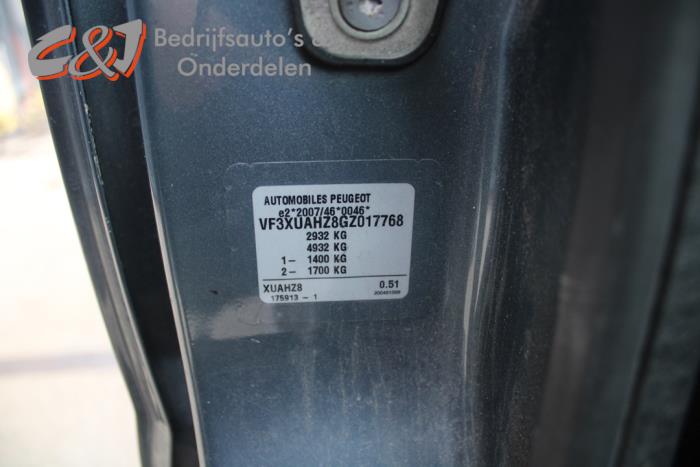 C&J Bedrijfsauto's &
Onderdelen
AUTOMOBILES PEUGEOT
e2*2007/46*0046*
VF3XUAHZ8GZ017768
2932 KG
4932 KG
1- 1400 KG
2- 1700 KG
XUAHZ8 0.51
175913 - 1